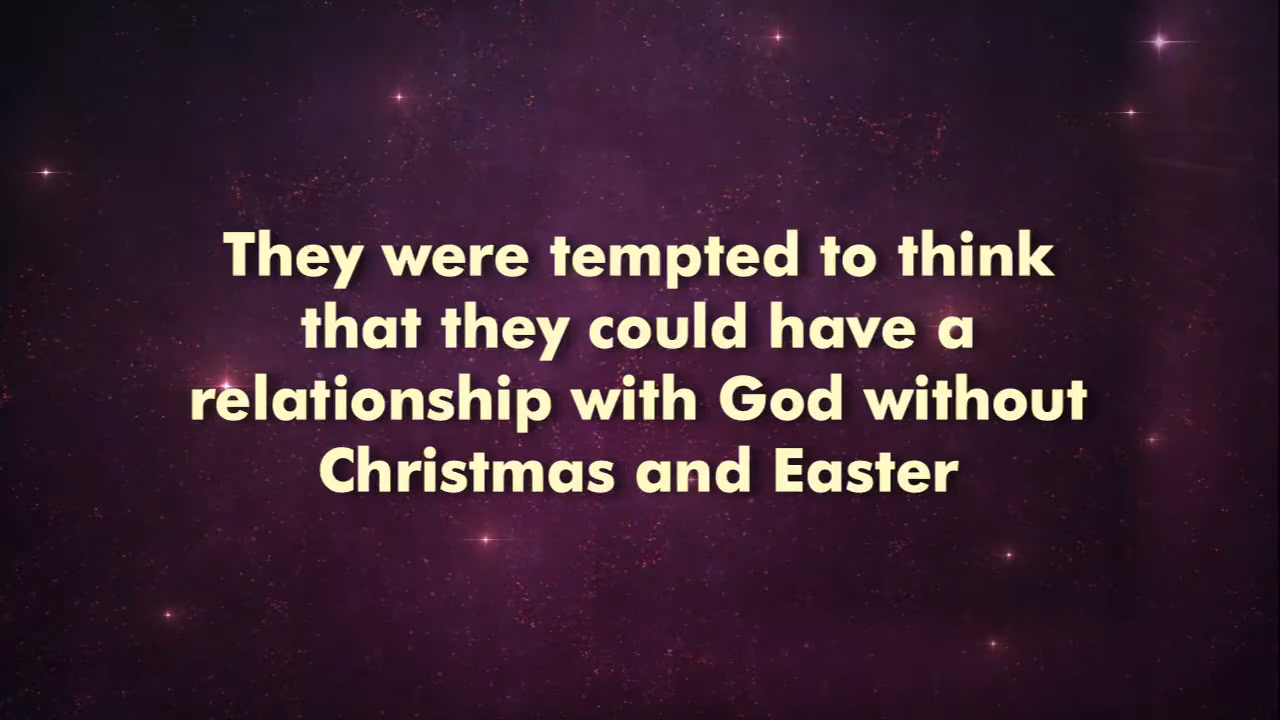 They were tempted to think
that they could have a
relationship with God without
Christmas and Easter